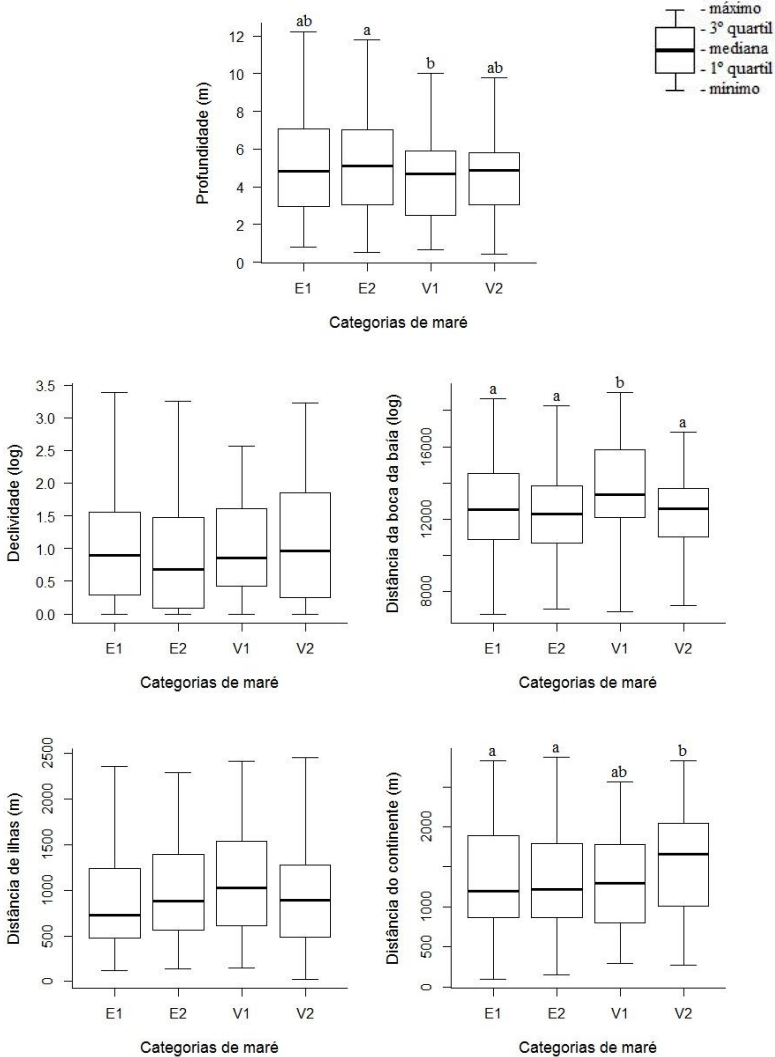 - máximo
- 3º quartil
- mediana
- 1º quartil
- mínimo
Profundidade (m)
12
10
8
6
4
2
0
ab
a
b
ab
E1 E2 V1 V2
Categorias de maré
Declividade (log)
3.5
3.0
2.5
2.0
1.5
1.0
0.5
0.0
E1 E2 V1 V2
Categorias de maré
Distância da boca da baía (log)
16000
12000
8000
a
a
b
a
E1 E2 V1 V2
Categorias de maré
Distância de ilhas (m)
2500
2000
1500
1000
500
0
E1 E2 V1 V2
Categorias de maré
Distância do continente (m)
2000
1000
500
0
a
a
ab
b
E1 E2 V1 V2
Categorias de maré